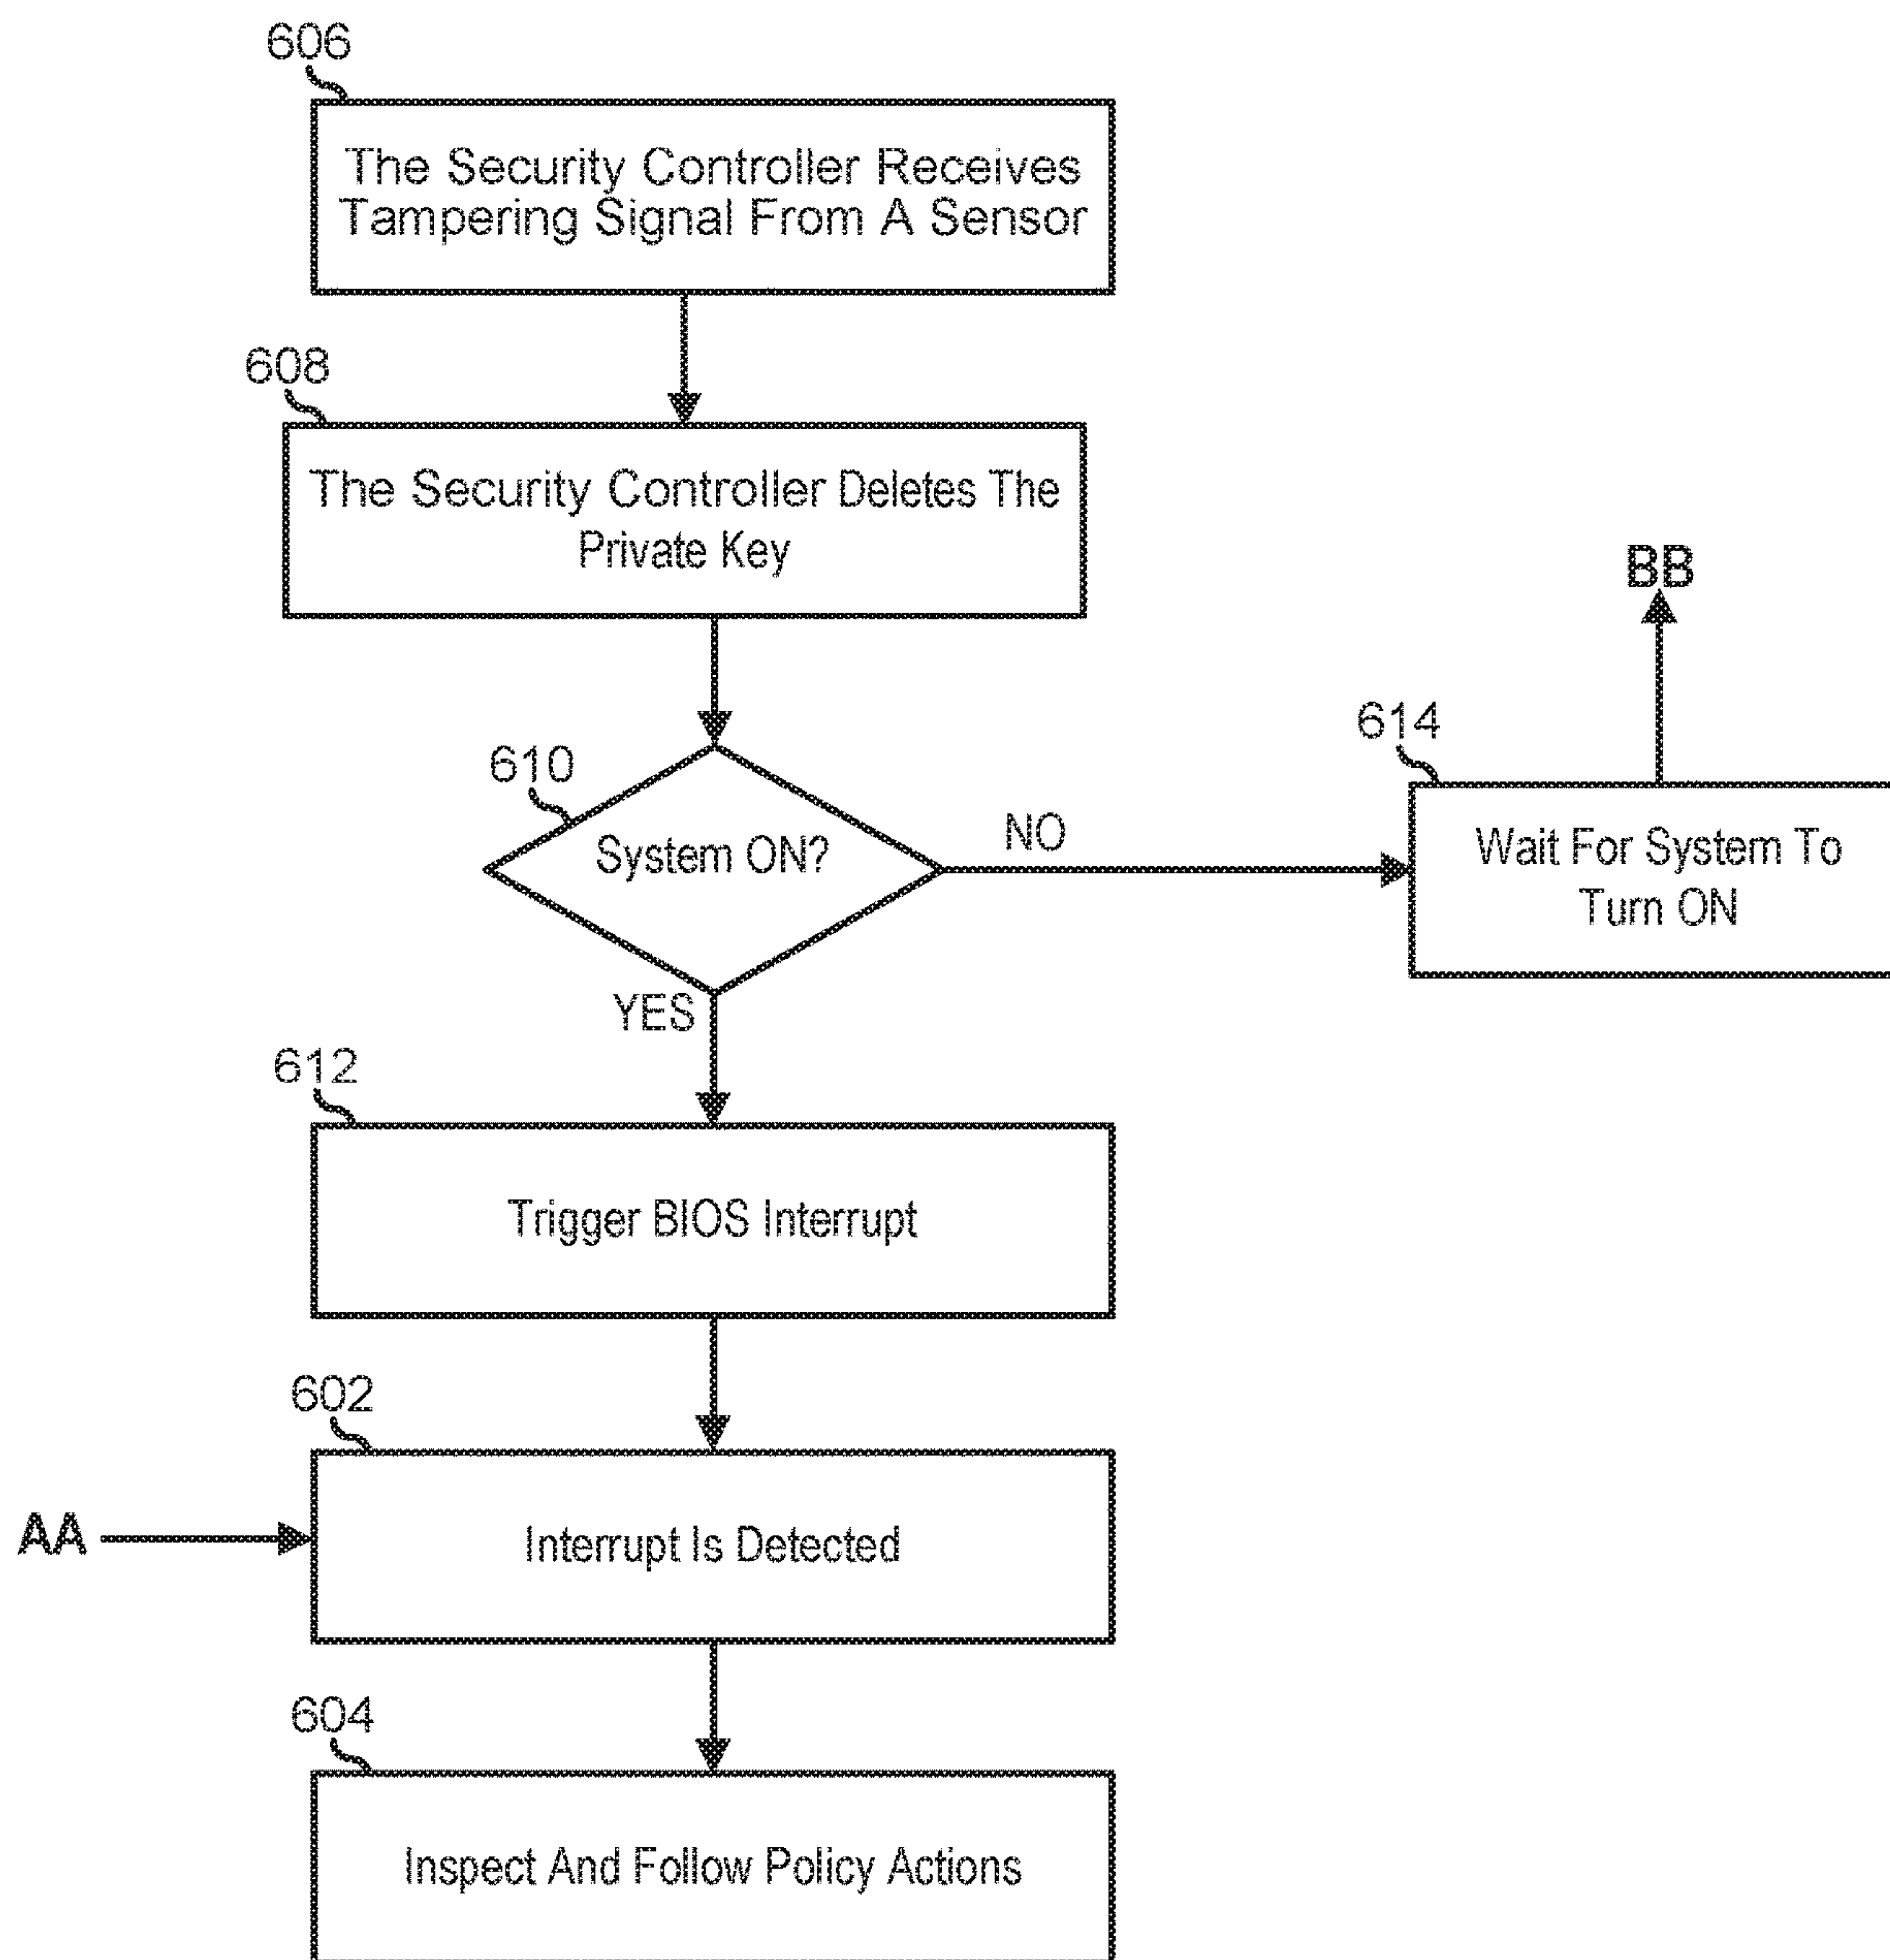 606
The Security Controller Receives
Tampering Signal From A Sensor
608
The Security Controller Deletes The
Private Key
BB
610
System ON?
NO
614
Wait For System To
Turn ON
YES
612
Trigger BIOS Interrupt
602
AA
Interrupt Is Detected
604
Inspect And Follow Policy Actions